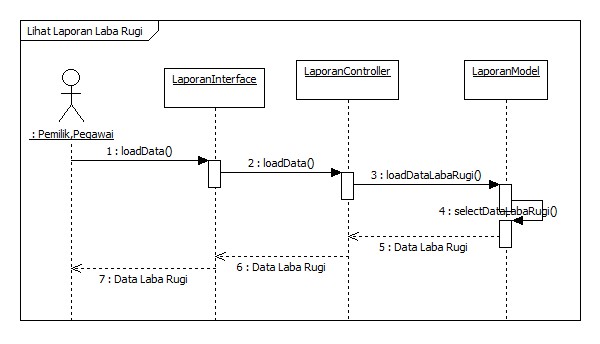 Lihat Laporan Laba Rugi
LaporanInterface
LaporanController
LaporanModel
: Pemilik,Pegawai
1 : loadData()
2 : loadData()
3 : loadDataLabaRugi()
4 : selectDataLabaRugi()
5 : Data Laba Rugi
6 : Data Laba Rugi
7 : Data Laba Rugi